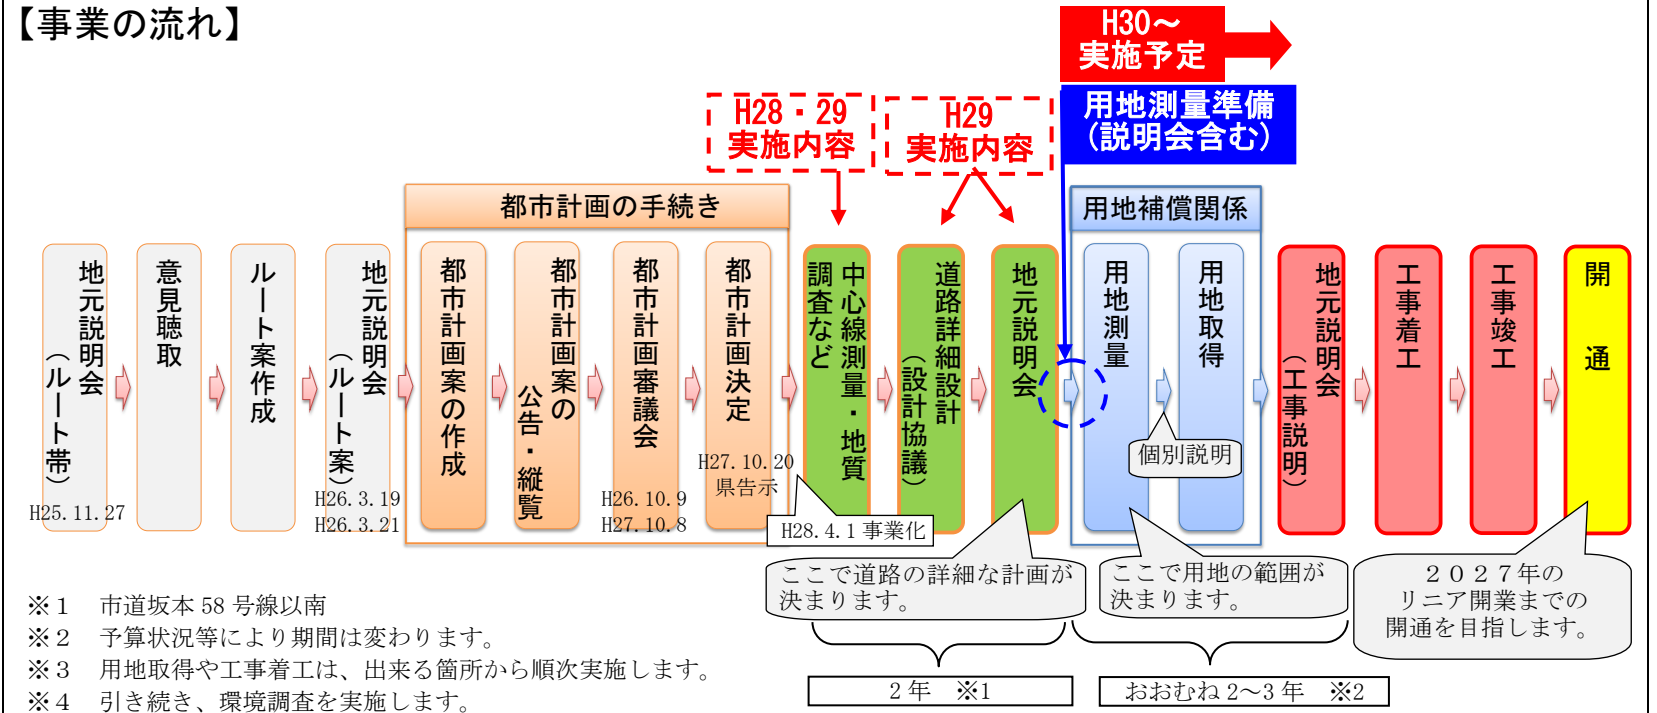 【事業の流れ】
H30～
実施予定
用地測量準備
（説明会含む）
H28・29
実施内容
H29
実施内容
都市計画の手続き
用地補償関係
地元説明会
（ルート帯）
H25.11.27
意見聴取
ルート案作成
地元説明会
（ルート案）
H26.3.19
H26.3.21
都市計画案の作成
都市計画案の
公告・縦覧
都市計画審議会
H26.10.9
H27.10.8
都市計画決定
H27.10.20
県告示
中心線測量・地質
調査など
H28.4.1 事業化
道路詳細設計
（設計協議）
地元説明会
用地測量
個別説明
用地取得
地元説明会
（工事説明）
工事着工
工事竣工
開通
ここで道路の詳細な計画が
決まります。
ここで用地の範囲が
決まります。
２０２７年の
リニア開業までの
開通を目指します。
2 年　※1
おおむね 2～3 年　※2
※１　市道坂本 58 号線以南
※２　予算状況等により期間は変わります。
※３　用地取得や工事着工は、出来る箇所から順次実施します。
※４　引き続き、環境調査を実施します。